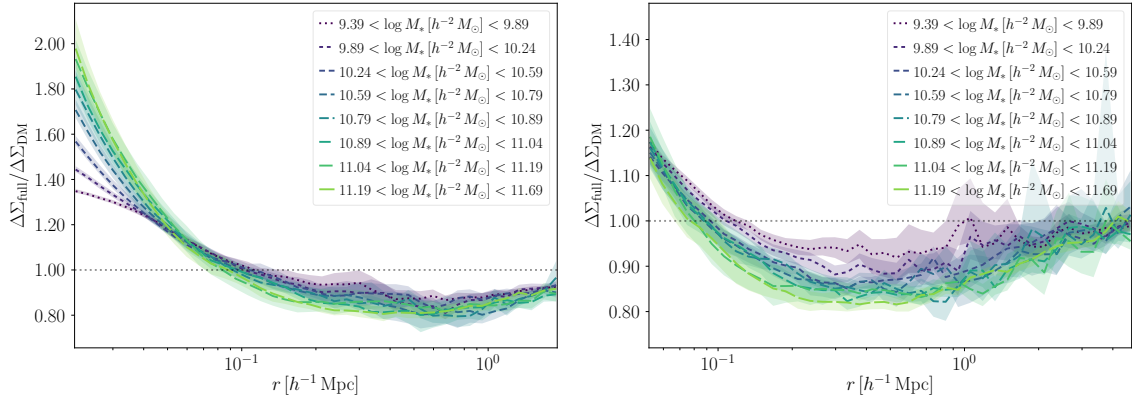 2.00
1.80
1.60
1.40
1.20
1.00
0.80
ΔΣ_full/ΔΣ_DM
9.39 < log M_* [h^{-2} M_⊙] < 9.89
9.89 < log M_* [h^{-2} M_⊙] < 10.24
10.24 < log M_* [h^{-2} M_⊙] < 10.59
10.59 < log M_* [h^{-2} M_⊙] < 10.79
10.79 < log M_* [h^{-2} M_⊙] < 10.89
10.89 < log M_* [h^{-2} M_⊙] < 11.04
11.04 < log M_* [h^{-2} M_⊙] < 11.19
11.19 < log M_* [h^{-2} M_⊙] < 11.69
10^{-1}
10^0
r [h^{-1} Mpc]
1.40
1.30
1.20
1.10
1.00
0.90
0.80
ΔΣ_full/ΔΣ_DM
9.39 < log M_* [h^{-2} M_⊙] < 9.89
9.89 < log M_* [h^{-2} M_⊙] < 10.24
10.24 < log M_* [h^{-2} M_⊙] < 10.59
10.59 < log M_* [h^{-2} M_⊙] < 10.79
10.79 < log M_* [h^{-2} M_⊙] < 10.89
10.89 < log M_* [h^{-2} M_⊙] < 11.04
11.04 < log M_* [h^{-2} M_⊙] < 11.19
11.19 < log M_* [h^{-2} M_⊙] < 11.69
10^{-1}
10^0
r [h^{-1} Mpc]